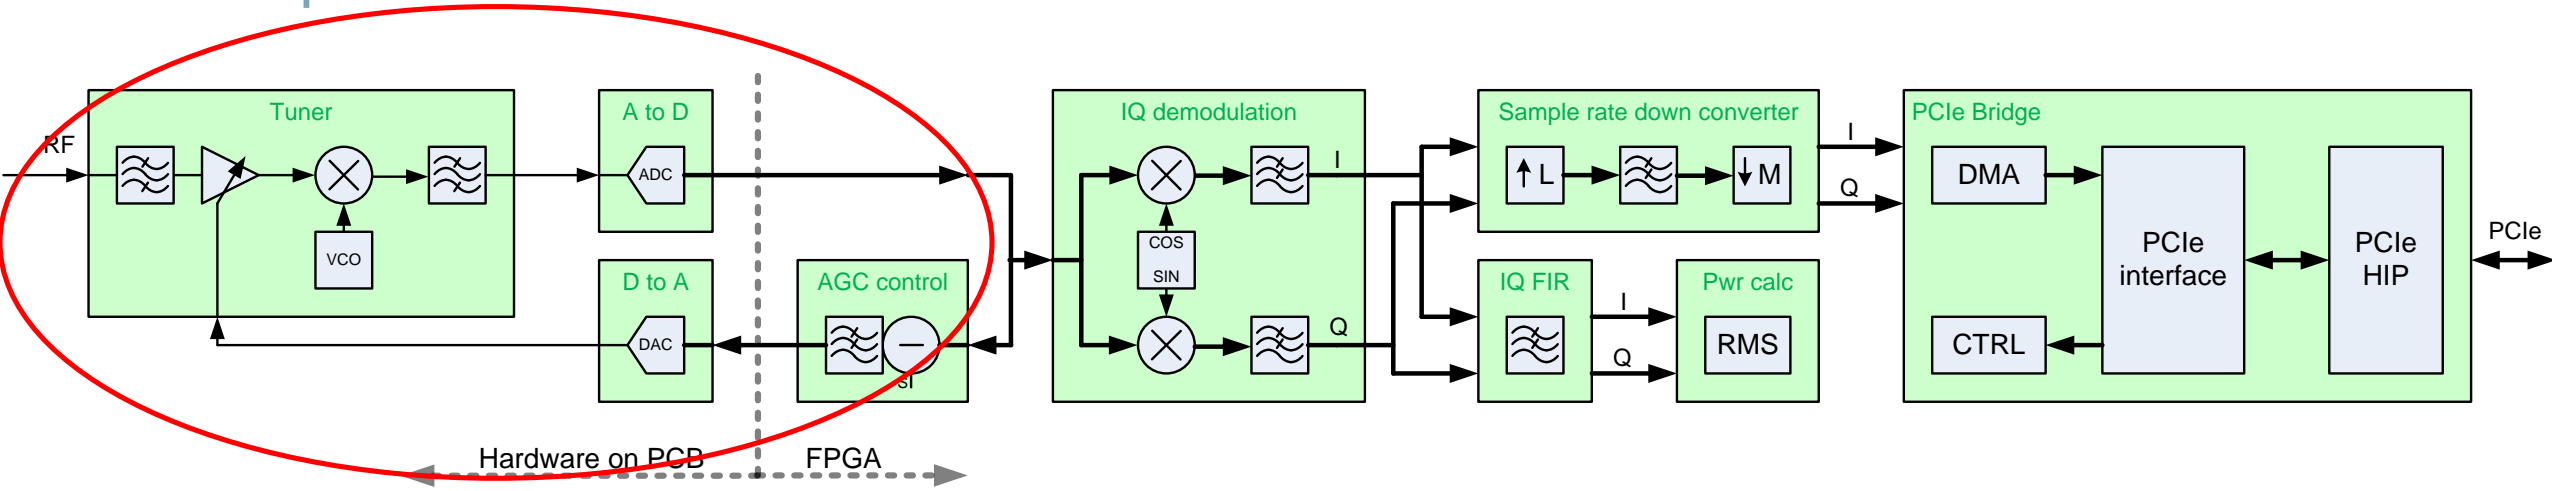 RF
Tuner
VCO
A to D
ADC
D to A
DAC
AGC control
sl
Hardware on PCB
FPGA
IQ demodulation
COS
SIN
I
Q
Sample rate down converter
L
M
I
Q
IQ FIR
I
Q
Pwr calc
RMS
PCIe Bridge
DMA
CTRL
PCIe
interface
PCIe
HIP
PCIe